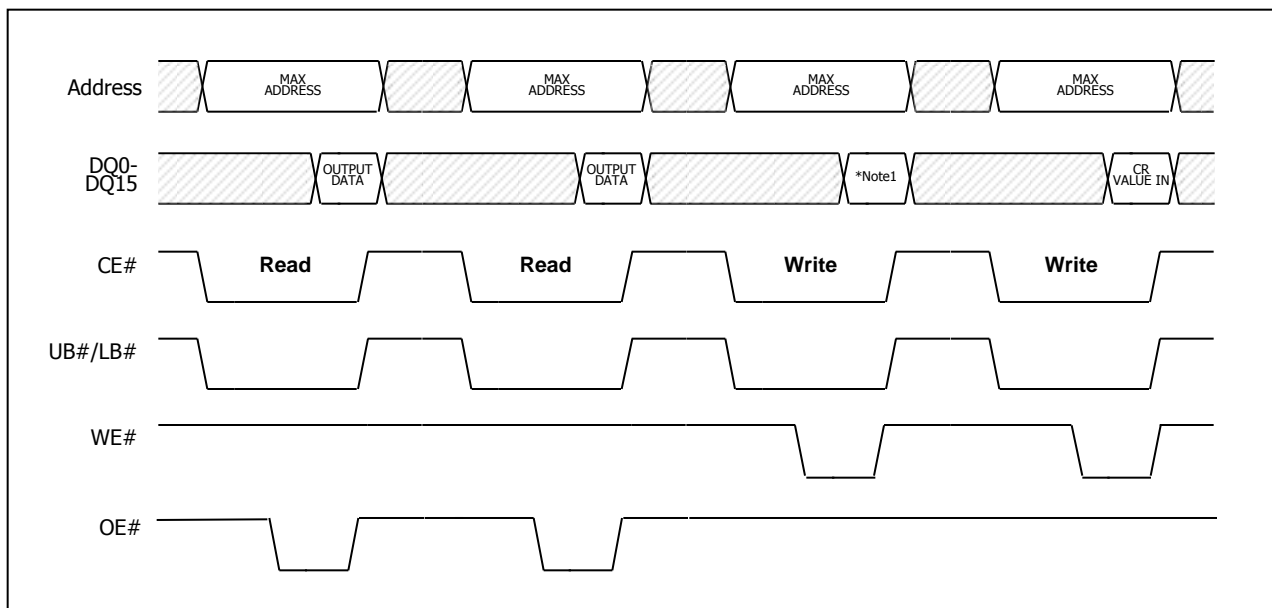 Address
MAX
ADDRESS
MAX
ADDRESS
MAX
ADDRESS
MAX
ADDRESS
DQ0-
DQ15
OUTPUT
DATA
OUTPUT
DATA
*Note1
CR
VALUE IN
CE#
Read
Read
Write
Write
UB#/LB#
WE#
OE#